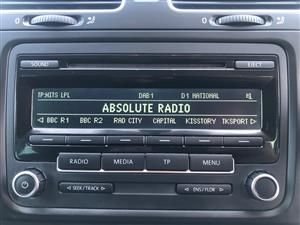 SOUND
EJECT
TP:HITS LPL DAB1 D1 NATIONAL
ABSOLUTE RADIO
◁ BBC R1 BBC R2 RAD CITY CAPITAL KISSTORY TKSPORT ▷
RADIO MEDIA TP MENU
◁ SEEK / TRACK ▷
◁ ENS / FLDR ▷